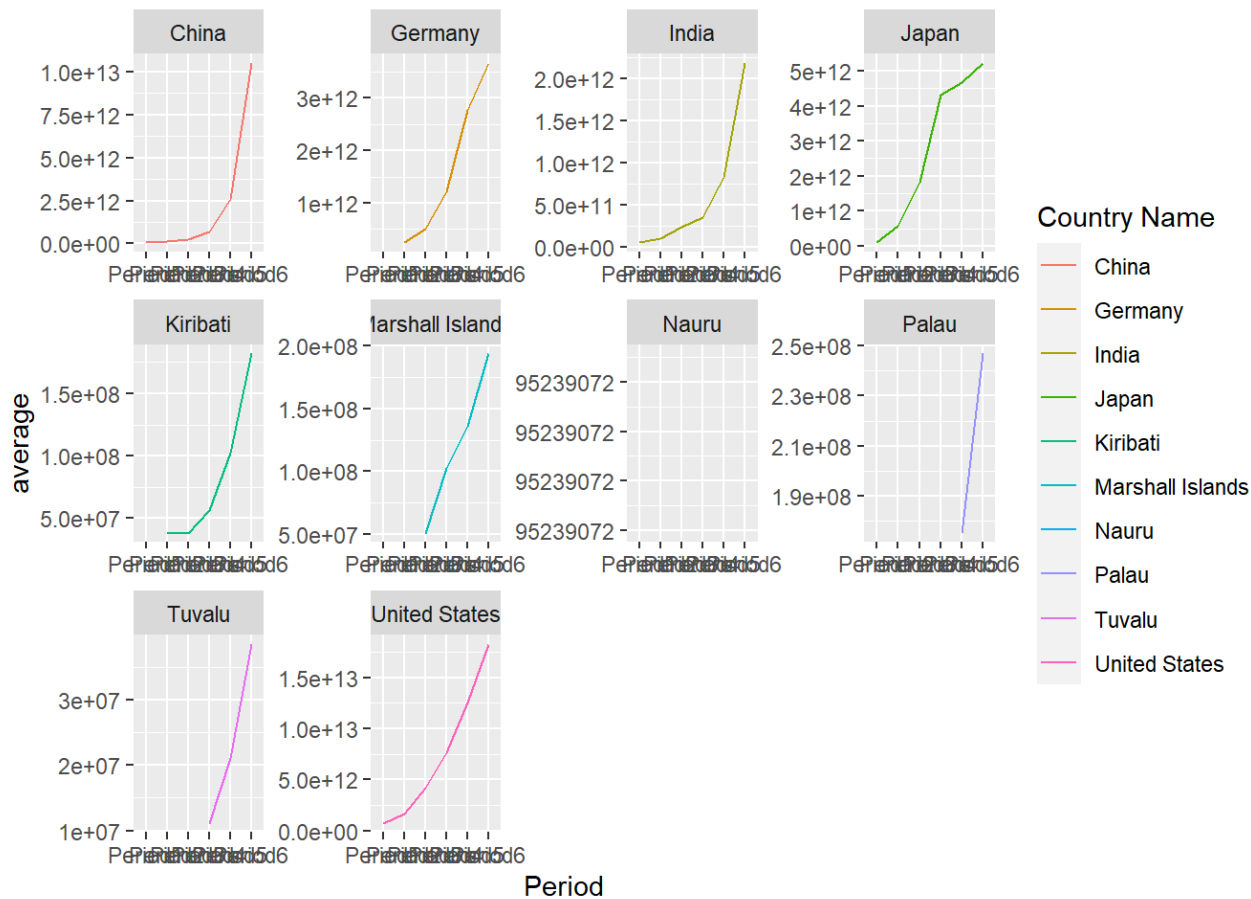 China
Germany
India
Japan
1.0e+13
7.5e+12
5.0e+12
2.5e+12
0.0e+00
3e+12
2e+12
1e+12
2.0e+12
1.5e+12
1.0e+12
5.0e+11
0.0e+00
5e+12
4e+12
3e+12
2e+12
1e+12
0e+00
Kiribati
Nauru
Palau
1.5e+08
1.0e+08
5.0e+07
2.0e+08
1.5e+08
1.0e+08
5.0e+07
95239072
95239072
95239072
95239072
2.5e+08
2.3e+08
2.1e+08
1.9e+08
Tuvalu
United States
3e+07
2e+07
1e+07
1.5e+13
1.0e+13
5.0e+12
0.0e+00
average
Period
Country Name
China
Germany
India
Japan
Kiribati
Marshall Islands
Nauru
Palau
Tuvalu
United States